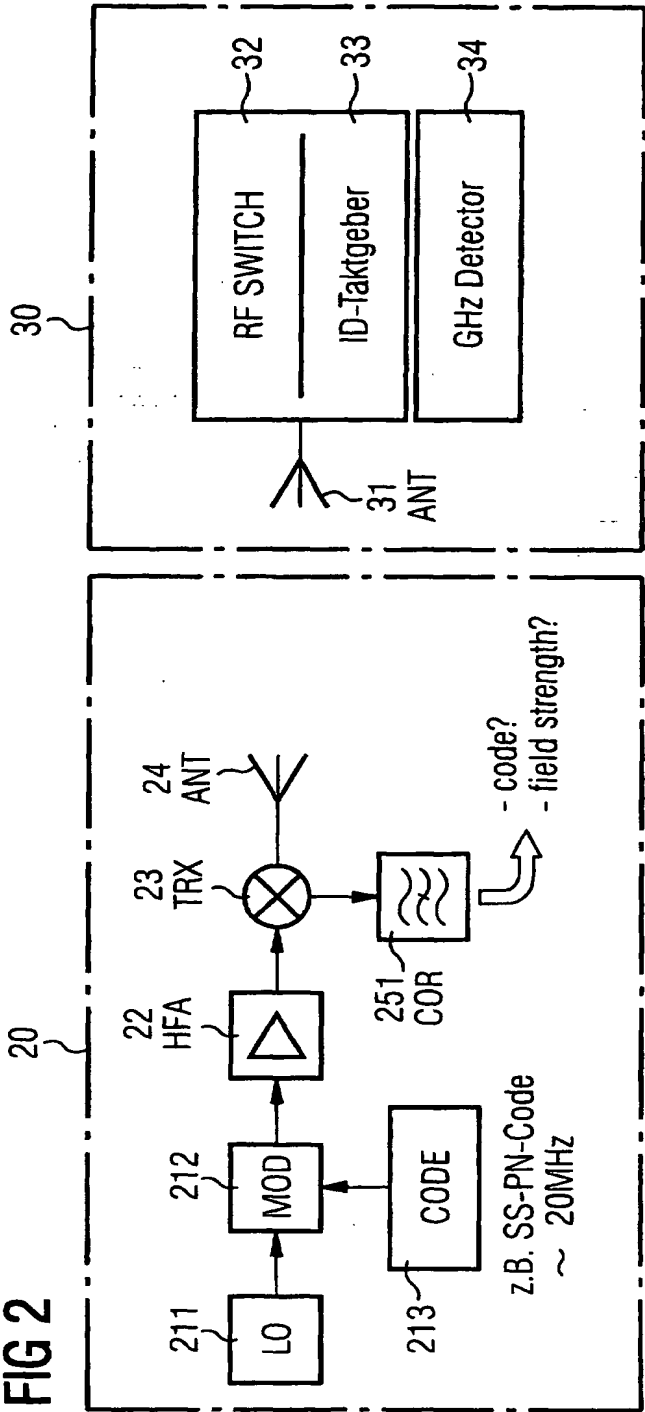 FIG 2
20
211
LO
212
MOD
213
CODE
z.B. SS-PN-Code
~ 20MHz
22
HFA
23
TRX
24
ANT
251
COR
- code?
- field strength?
30
31
ANT
RF SWITCH
32
ID-Taktgeber
33
GHz Detector
34